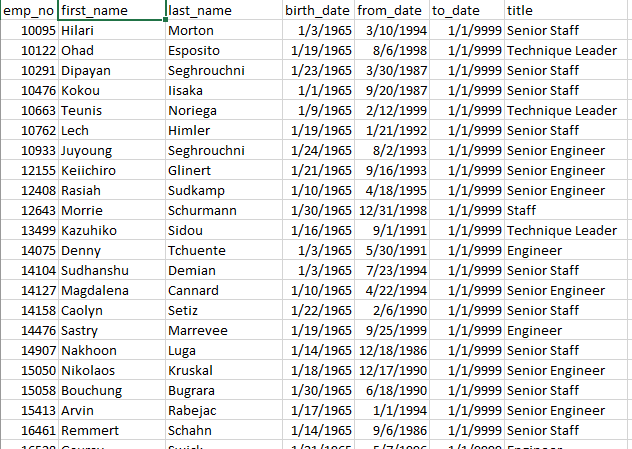 emp_no first_name last_name birth_date from_date to_date title
10095 Hilari Morton 1/3/1965 3/10/1994 1/1/9999 Senior Staff
10122 Ohad Esposito 1/19/1965 8/6/1998 1/1/9999 Technique Leader
10291 Dipayan Seghrouchni 1/23/1965 3/30/1987 1/1/9999 Senior Staff
10476 Kokou Iisaka 1/1/1965 9/20/1987 1/1/9999 Senior Staff
10663 Teunis Noriega 1/9/1965 2/12/1999 1/1/9999 Technique Leader
10762 Lech Himler 1/19/1965 1/21/1992 1/1/9999 Senior Staff
10933 Juyoung Seghrouchni 1/24/1965 8/2/1993 1/1/9999 Senior Engineer
12155 Keiichiro Glinert 1/21/1965 9/16/1993 1/1/9999 Senior Engineer
12408 Rasiah Sudkamp 1/10/1965 4/18/1995 1/1/9999 Senior Engineer
12643 Morrie Schurmann 1/30/1965 12/31/1998 1/1/9999 Staff
13499 Kazuhiko Sidou 1/16/1965 9/1/1991 1/1/9999 Technique Leader
14075 Denny Tchuente 1/3/1965 5/30/1991 1/1/9999 Engineer
14104 Sudhanshu Demian 1/3/1965 7/23/1994 1/1/9999 Senior Staff
14127 Magdalena Cannard 1/10/1965 4/22/1994 1/1/9999 Senior Engineer
14158 Caolyn Setiz 1/22/1965 2/6/1990 1/1/9999 Senior Staff
14476 Sastry Marrevee 1/19/1965 9/25/1999 1/1/9999 Engineer
14907 Nakhoon Luga 1/14/1965 12/18/1986 1/1/9999 Senior Staff
15050 Nikolaos Kruskal 1/18/1965 12/17/1990 1/1/9999 Senior Engineer
15058 Bouchung Bugrara 1/30/1965 6/18/1990 1/1/9999 Senior Staff
15413 Arvin Rabejac 1/17/1965 1/1/1994 1/1/9999 Senior Engineer
16461 Remmert Schahn 1/14/1965 9/6/1986 1/1/9999 Senior Staff